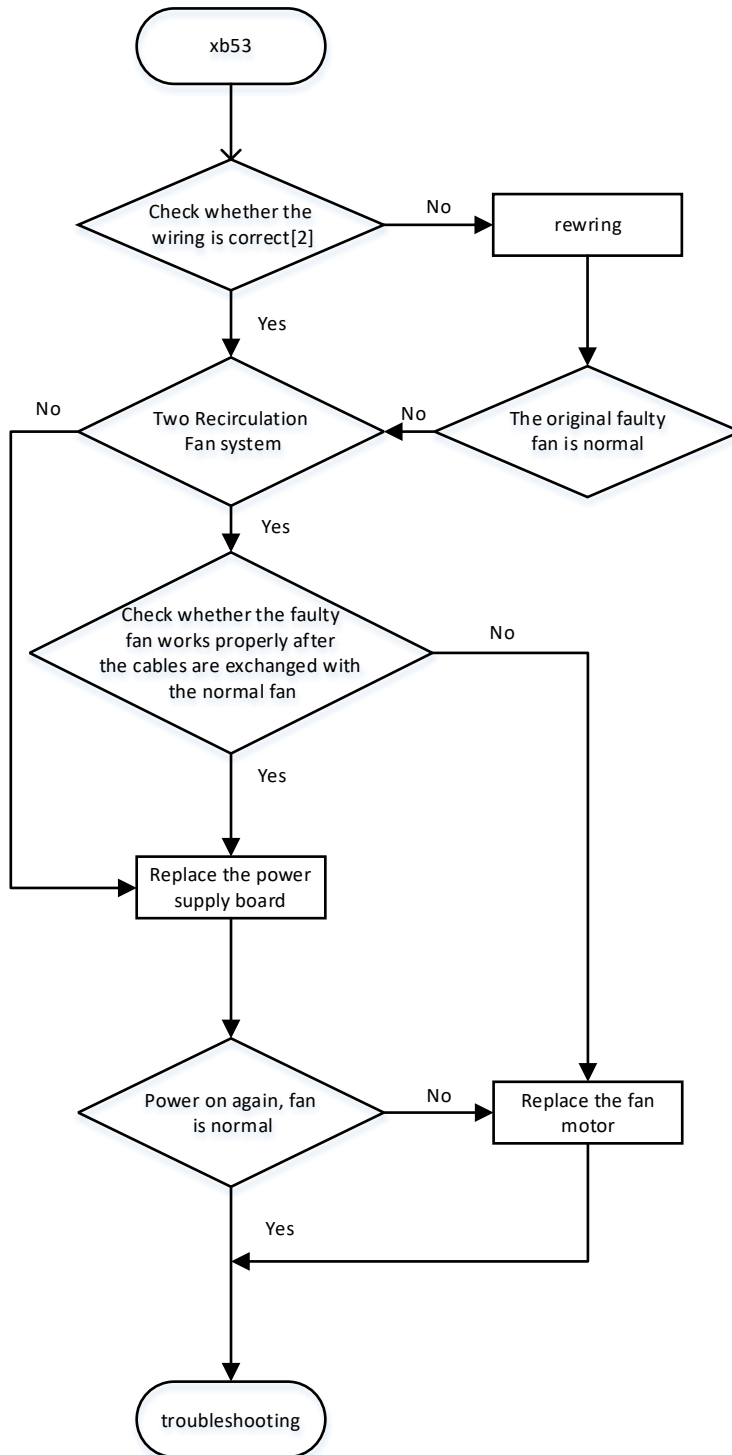 xb53
Check whether the
wiring is correct[2]
No
rewring
Yes
No
Two Recirculation
Fan system
No
The original faulty
fan is normal
Yes
Check whether the faulty
fan works properly after
the cables are exchanged with
the normal fan
No
Yes
Replace the power
supply board
Power on again, fan
is normal
No
Replace the fan
motor
Yes
troubleshooting